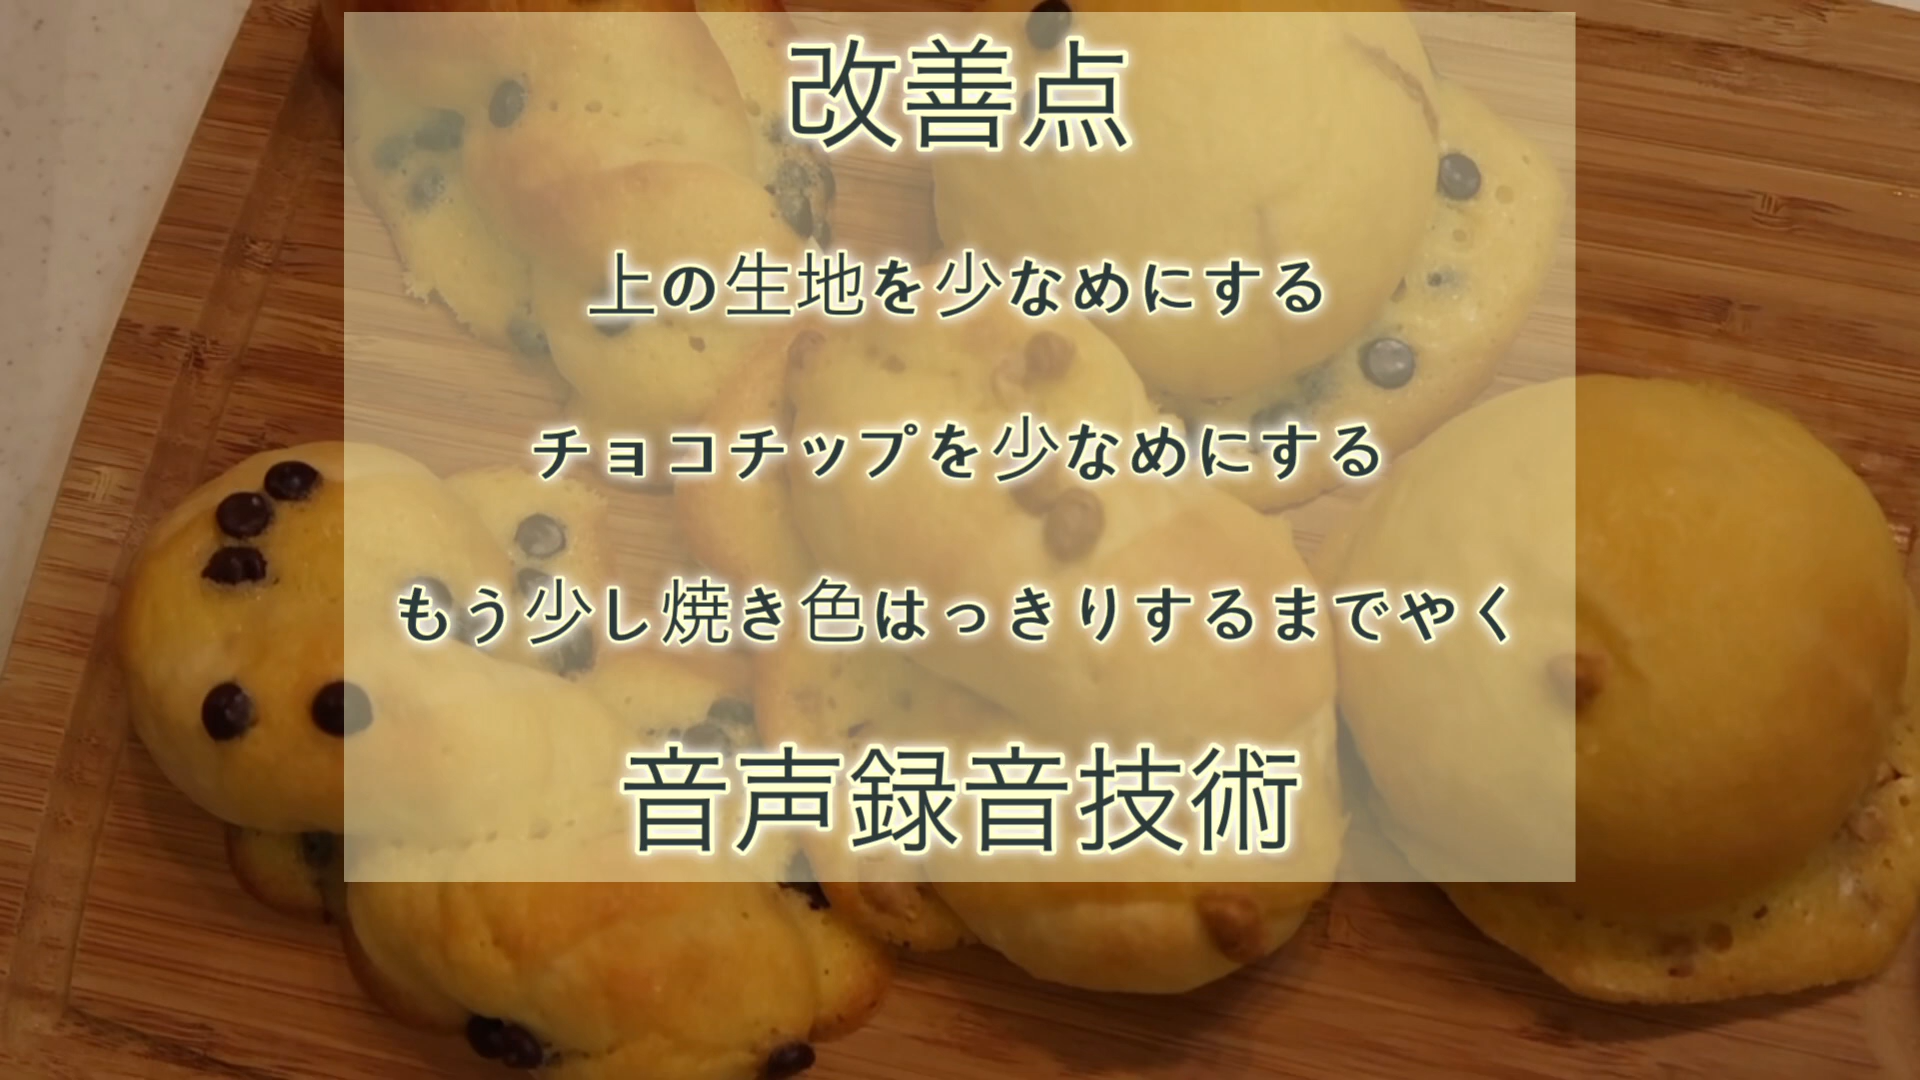 改善点
上の生地を少なめにする
チョコチップを少なめにする
もう少し焼き色はっきりするまでやく
音声録音技術